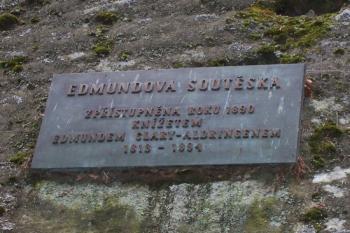 EDMUNDOVA SOUTĚSKA
ZPŘÍSTUPNĚNA ROKU 1890
KNÍŽETEM
EDMUNDEM CLARY-ALDRINGENEM
1813 - 1894